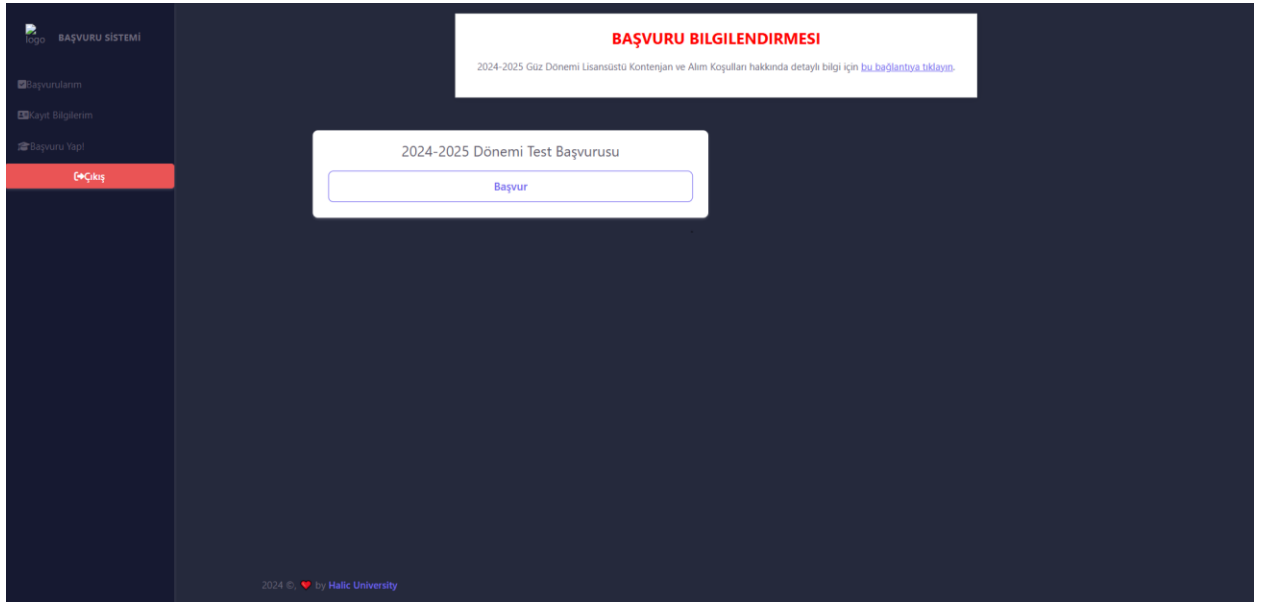 logo
BAŞVURU SİSTEMİ
Başvurularım
Kayıt Bilgilerim
Başvuru Yap!
Çıkış
BAŞVURU BILGILENDIRMESI
2024-2025 Güz Dönemi Lisansüstü Kontenjan ve Alım Koşulları hakkında detaylı bilgi için bu bağlantıya tıklayın.
2024-2025 Dönemi Test Başvurusu
Başvur
2024 ©, ❤ by Halic University